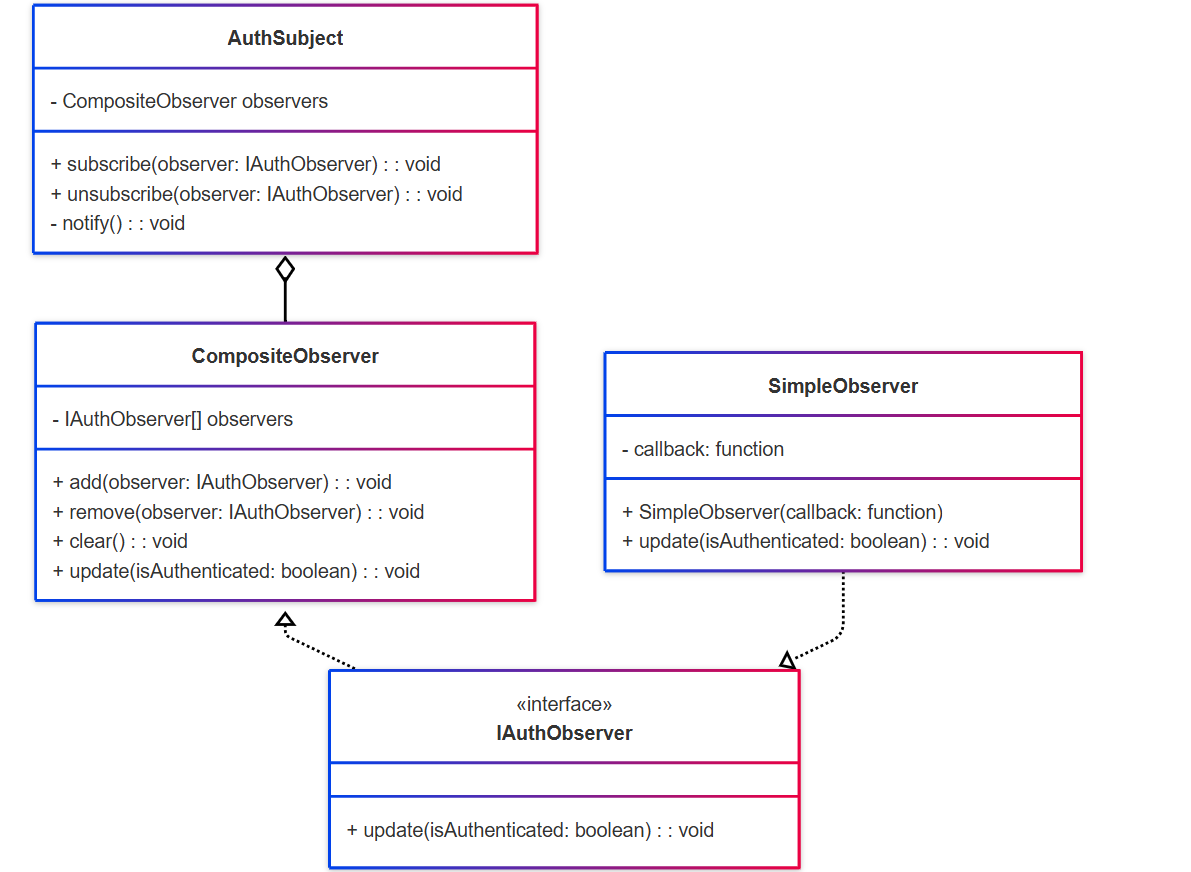 AuthSubject
- CompositeObserver observers
+ subscribe(observer: IAuthObserver) : : void
+ unsubscribe(observer: IAuthObserver) : : void
- notify() : : void
CompositeObserver
- IAuthObserver[] observers
+ add(observer: IAuthObserver) : : void
+ remove(observer: IAuthObserver) : : void
+ clear() : : void
+ update(isAuthenticated: boolean) : : void
SimpleObserver
- callback: function
+ SimpleObserver(callback: function)
+ update(isAuthenticated: boolean) : : void
«interface»
IAuthObserver
+ update(isAuthenticated: boolean) : : void